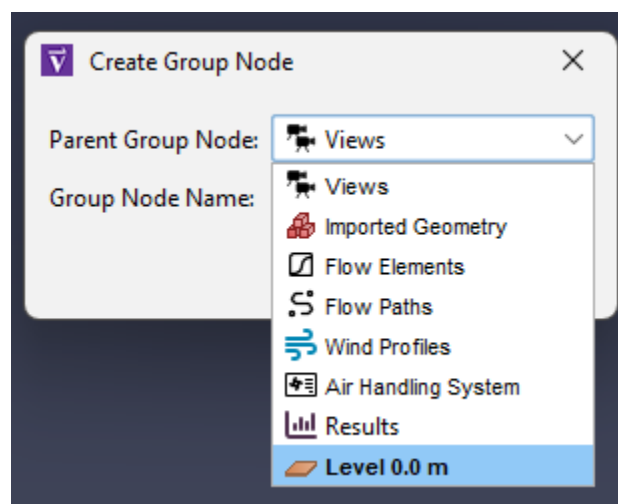 Create Group Node
Parent Group Node: Views
Group Node Name:
Views
Imported Geometry
Flow Elements
Flow Paths
Wind Profiles
Air Handling System
Results
Level 0.0 m